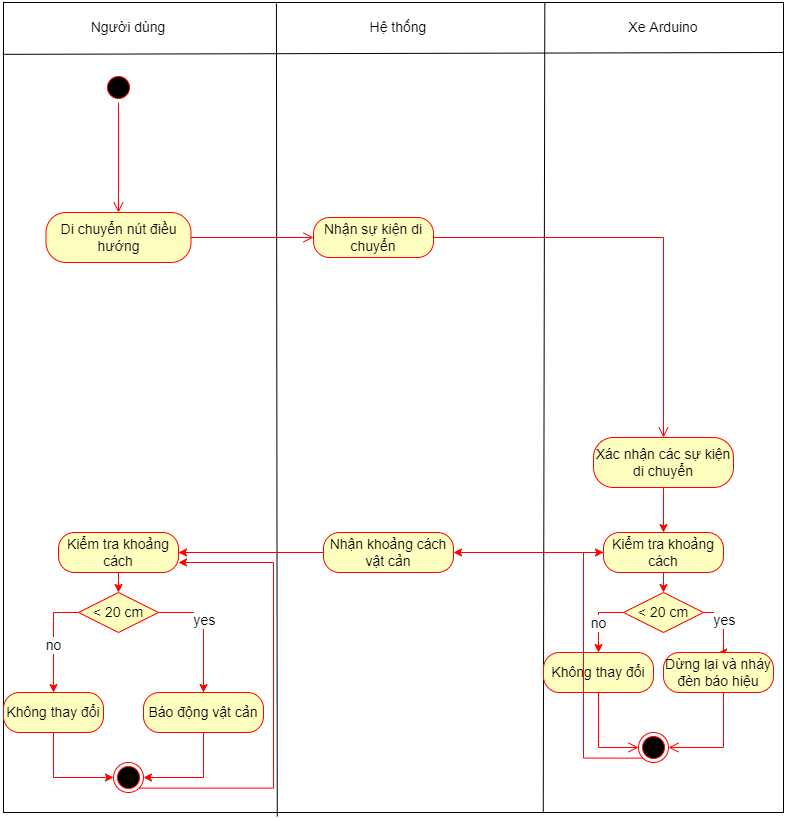 Người dùng
Hệ thống
Xe Arduino
Di chuyển nút điều
hướng
Nhận sự kiện di
chuyển
Xác nhận các sự kiện
di chuyển
Kiểm tra khoảng
cách
Nhận khoảng cách
vật cản
Kiểm tra khoảng
cách
< 20 cm
yes
no
< 20 cm
yes
no
Không thay đổi
Dừng lại và nháy
đèn báo hiệu
Không thay đổi
Báo động vật cản